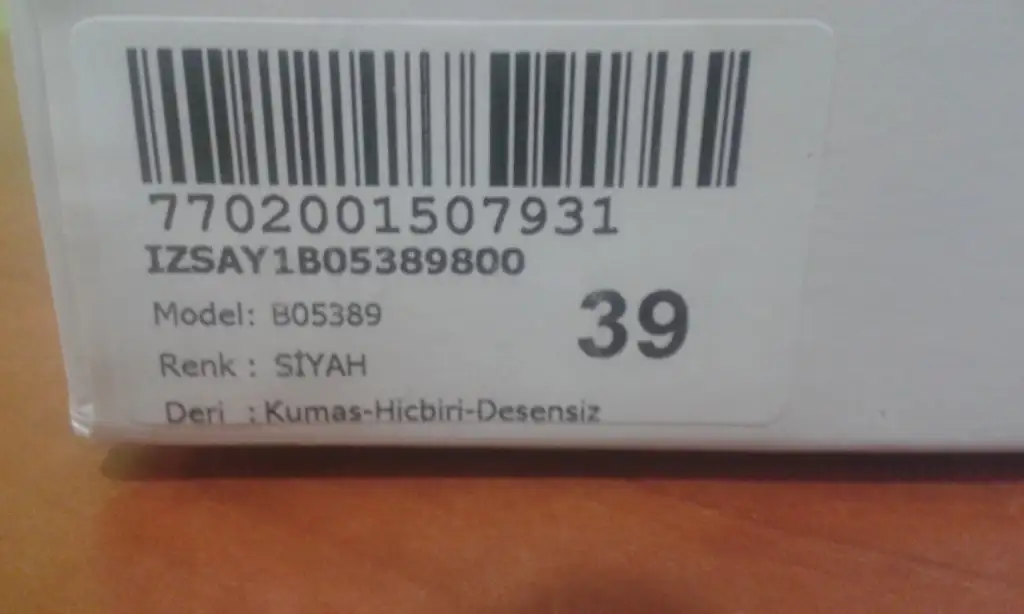 7702001507931
IZSAY1B05389800
Model: B05389
39
Renk : SİYAH
Deri : Kumas-Hicbiri-Desensiz